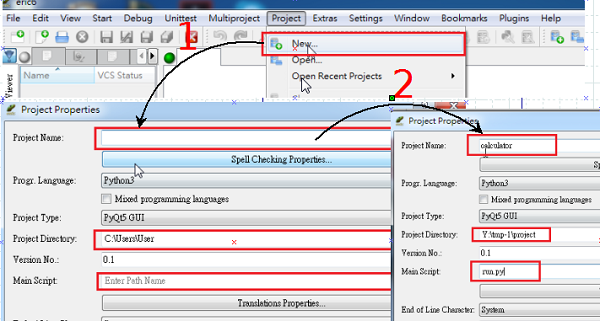 eric6
File Edit View Start Debug Unittest Multiproject Project Extras Settings Window Bookmarks Plugins Help
1
New...
Open...
Open Recent Projects
2
Viewer
Name VCS Status
Project Properties
Project Name:
Spell Checking Properties...
Progr. Language: Python3
Mixed programming languages
Project Type: PyQt5 GUI
Project Directory: C:\Users\User
Version No.: 0.1
Main Script: Enter Path Name
Translations Properties...
Project Properties
Project Name: calculator
Progr. Language: Python3
Mixed programming languages
Project Type: PyQt5 GUI
Project Directory: Y:\tmp-1\project
Version No.: 0.1
Main Script: run.py
End of Line Character: System